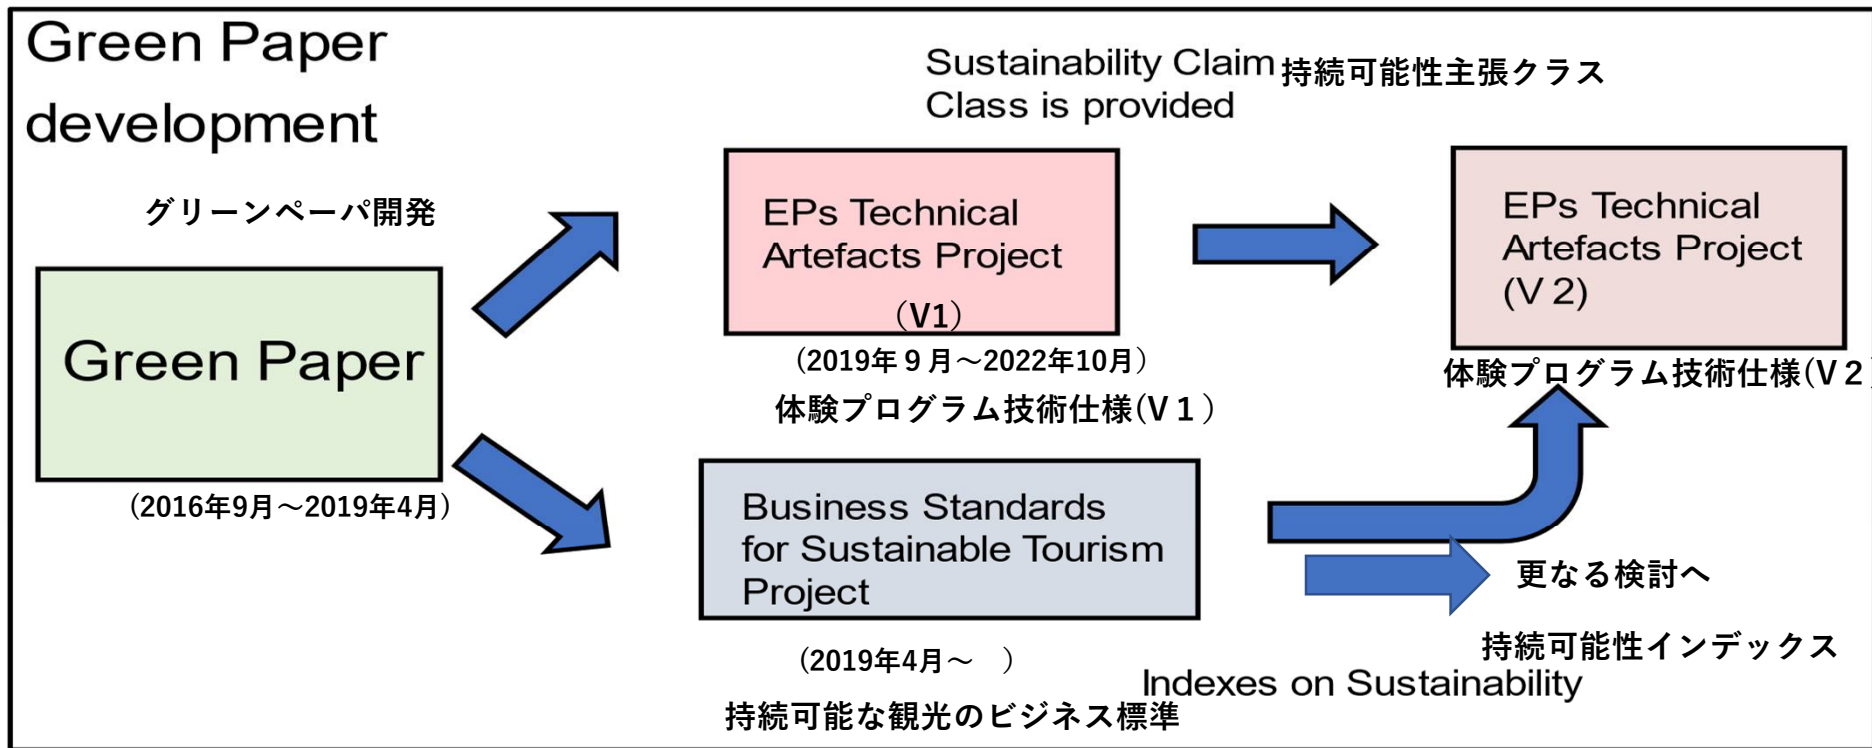 Green Paper
development
グリーンペーパ開発
Green Paper
(2016年9月～2019年4月)
Sustainability Claim 持続可能性主張クラス
Class is provided
EPs Technical
Artefacts Project
（V1）
(2019年９月～2022年10月)
体験プログラム技術仕様(V１)
EPs Technical
Artefacts Project
(V 2)
体験プログラム技術仕様(V２)
Business Standards
for Sustainable Tourism
Project
(2019年4月～　)
持続可能な観光のビジネス標準
更なる検討へ
持続可能性インデックス
Indexes on Sustainability